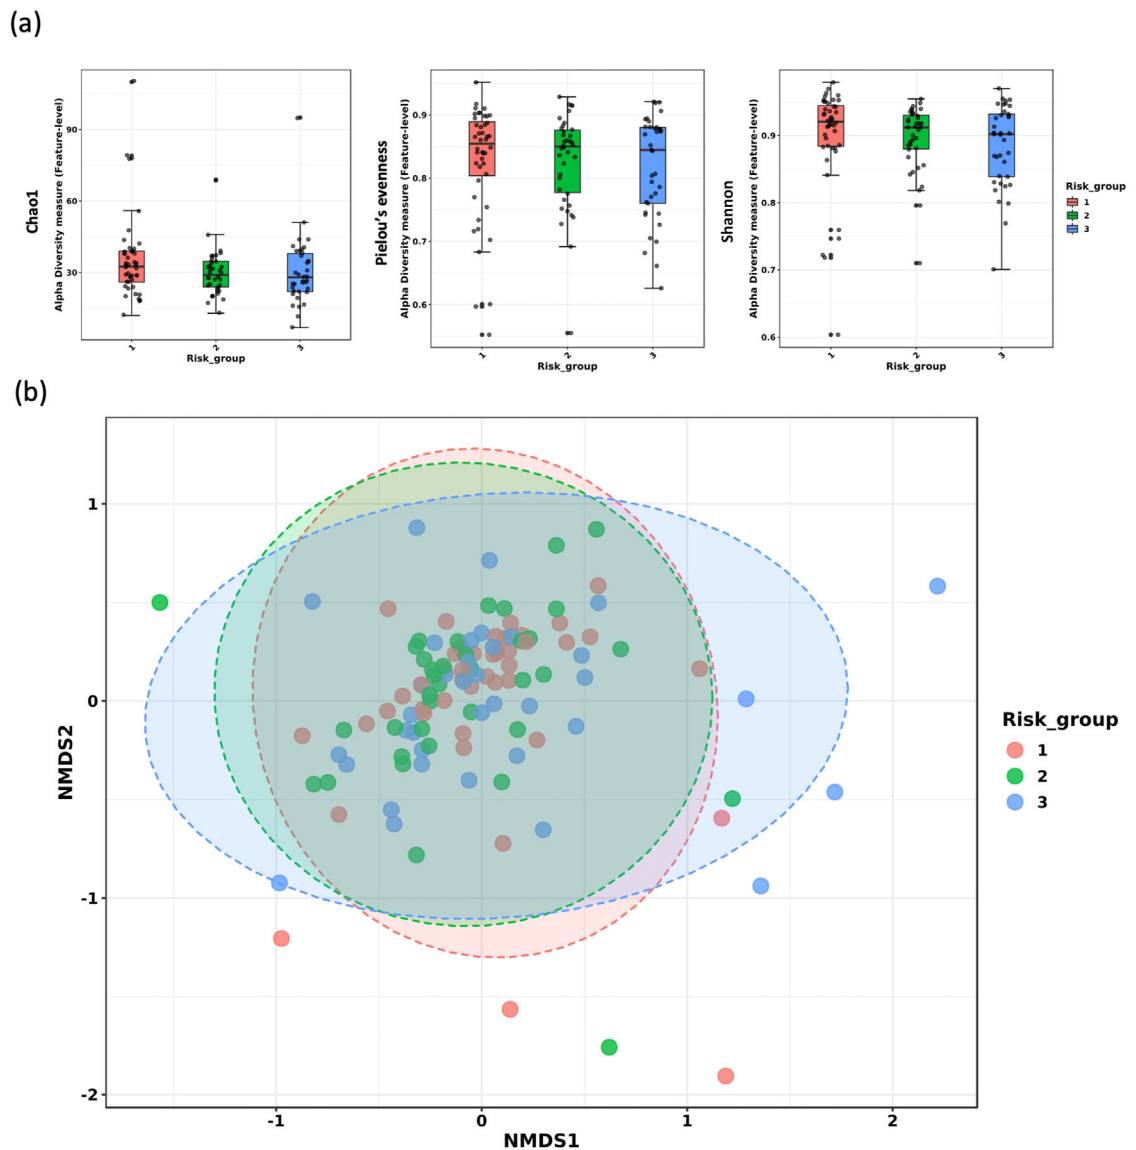 (a)
Chao1
Alpha Diversity measure (Feature-level)
90
60
30
1
2
3
Risk_group
Pielou's evenness
Alpha Diversity measure (Feature-level)
0.9
0.8
0.7
0.6
1
2
3
Risk_group
Shannon
Alpha Diversity measure (Feature-level)
0.9
0.8
0.7
0.6
1
2
3
Risk_group
Risk_group
1
2
3
(b)
NMDS2
1
0
-1
-2
-1
0
1
2
NMDS1
Risk_group
1
2
3